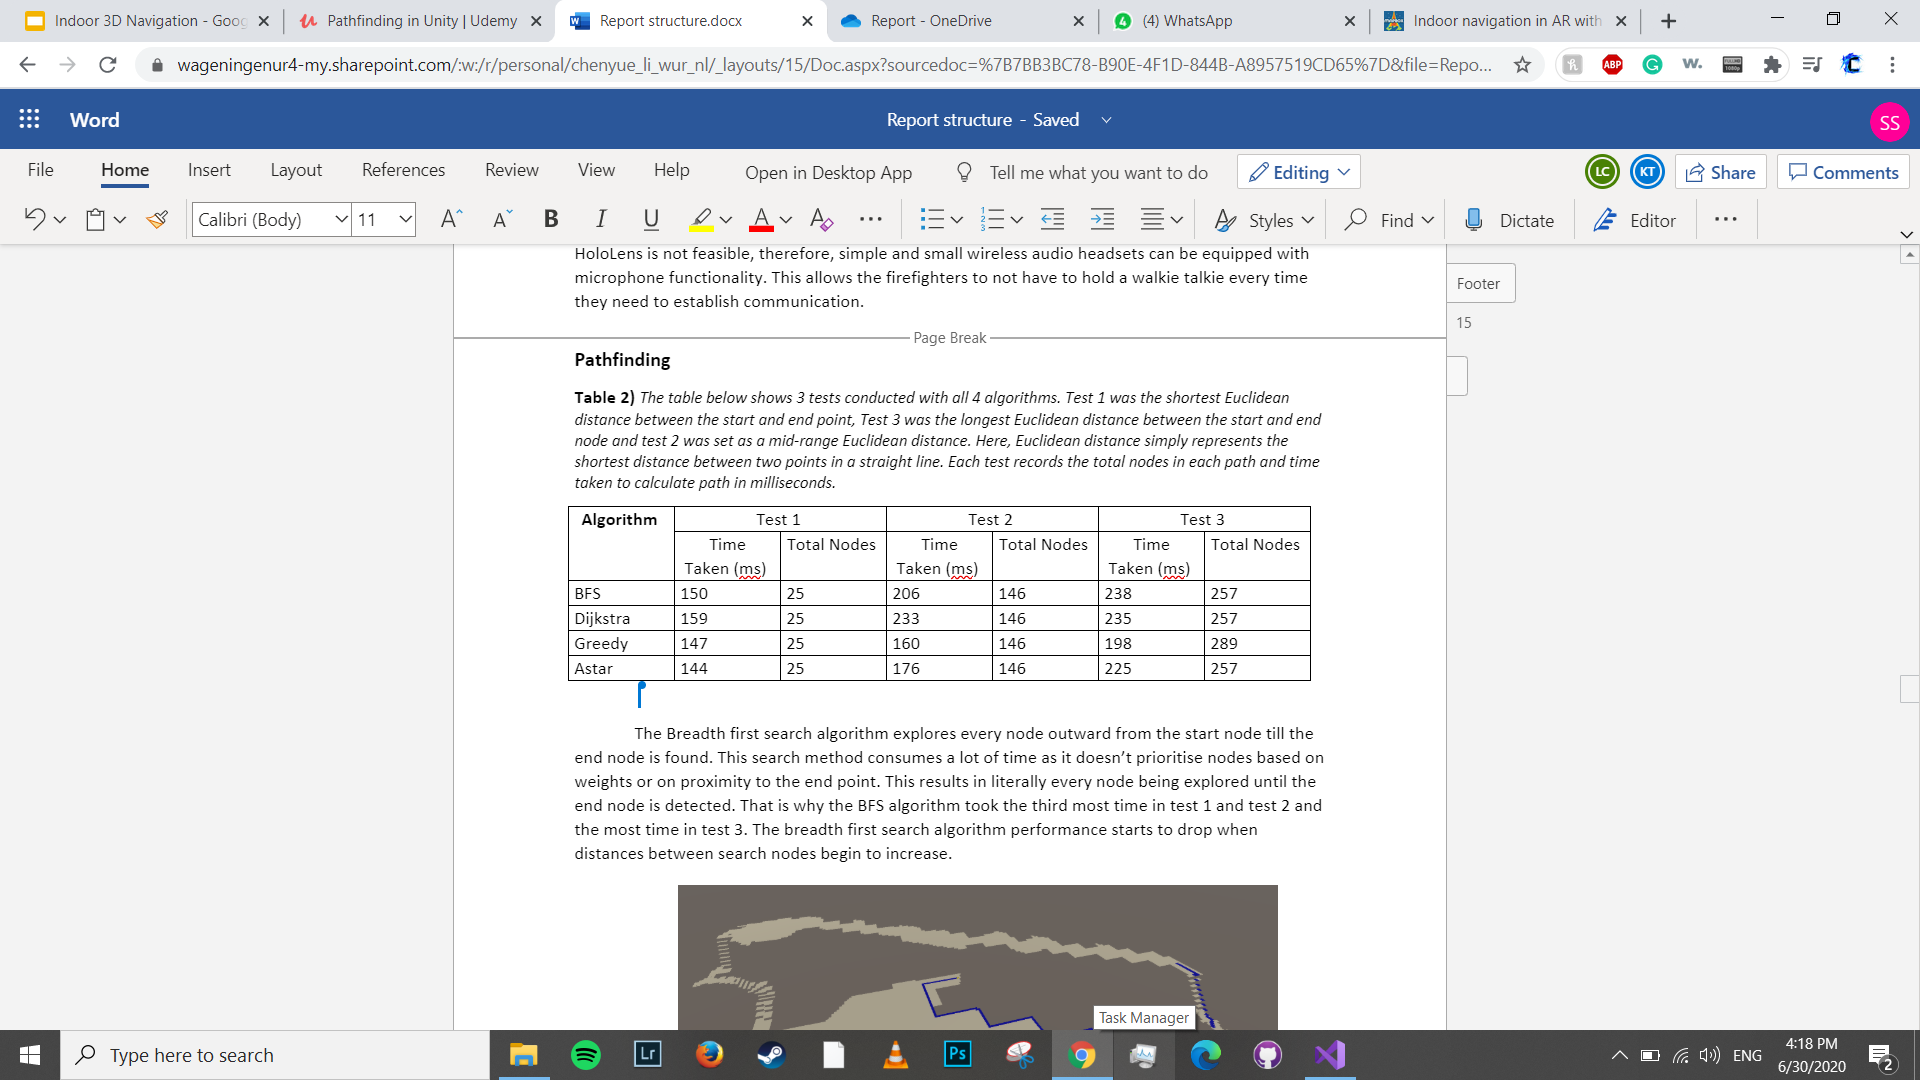 Indoor 3D Navigation - Goog
Pathfinding in Unity | Udemy
Report structure.docx
Report - OneDrive
(4) WhatsApp
Indoor navigation in AR with
wageningenur4-my.sharepoint.com/:w:/r/personal/chenyue_li_wur_nl/_layouts/15/Doc.aspx?sourcedoc=%7B7BB3BC78-B90E-4F1D-844B-A8957519CD65%7D&file=Repo...
ABP
Word
Report structure - Saved
SS
File Home Insert Layout References Review View Help Open in Desktop App Tell me what you want to do Editing LC KT Share Comments
Calibri (Body) 11 A A B I U A A Styles Find Dictate Editor
HoloLens is not feasible, therefore, simple and small wireless audio headsets can be equipped with
microphone functionality. This allows the firefighters to not have to hold a walkie talkie every time
they need to establish communication.
Footer
15
Page Break
Pathfinding
Table 2) The table below shows 3 tests conducted with all 4 algorithms. Test 1 was the shortest Euclidean
distance between the start and end point, Test 3 was the longest Euclidean distance between the start and end
node and test 2 was set as a mid-range Euclidean distance. Here, Euclidean distance simply represents the
shortest distance between two points in a straight line. Each test records the total nodes in each path and time
taken to calculate path in milliseconds.
Algorithm Test 1 Test 2 Test 3
Time Total Nodes Time Total Nodes Time Total Nodes
Taken (ms) Taken (ms) Taken (ms)
BFS 150 25 206 146 238 257
Dijkstra 159 25 233 146 235 257
Greedy 147 25 160 146 198 289
Astar 144 25 176 146 225 257
The Breadth first search algorithm explores every node outward from the start node till the
end node is found. This search method consumes a lot of time as it doesn’t prioritise nodes based on
weights or on proximity to the end point. This results in literally every node being explored until the
end node is detected. That is why the BFS algorithm took the third most time in test 1 and test 2 and
the most time in test 3. The breadth first search algorithm performance starts to drop when
distances between search nodes begin to increase.
Task Manager
Type here to search
Lr
Ps
ENG
4:18 PM
6/30/2020
2